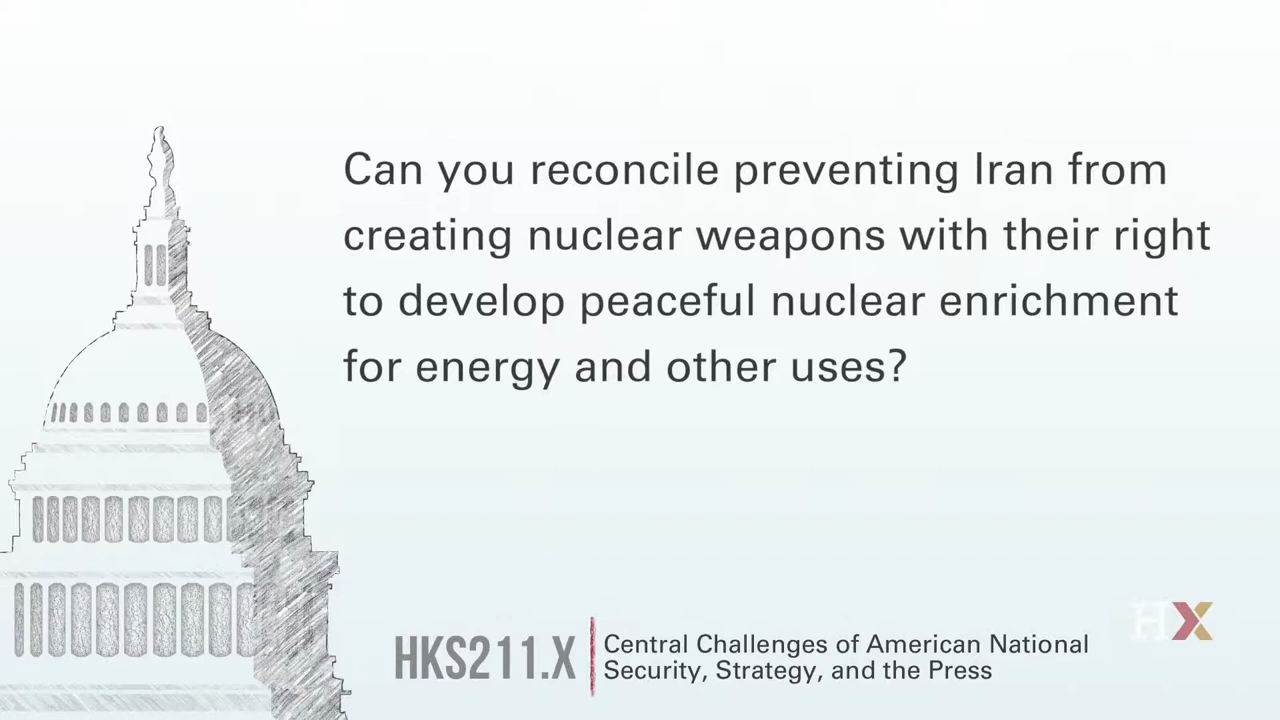 Can you reconcile preventing Iran from
creating nuclear weapons with their right
to develop peaceful nuclear enrichment
for energy and other uses?
HKS211.X
Central Challenges of American National
Security, Strategy, and the Press
HX